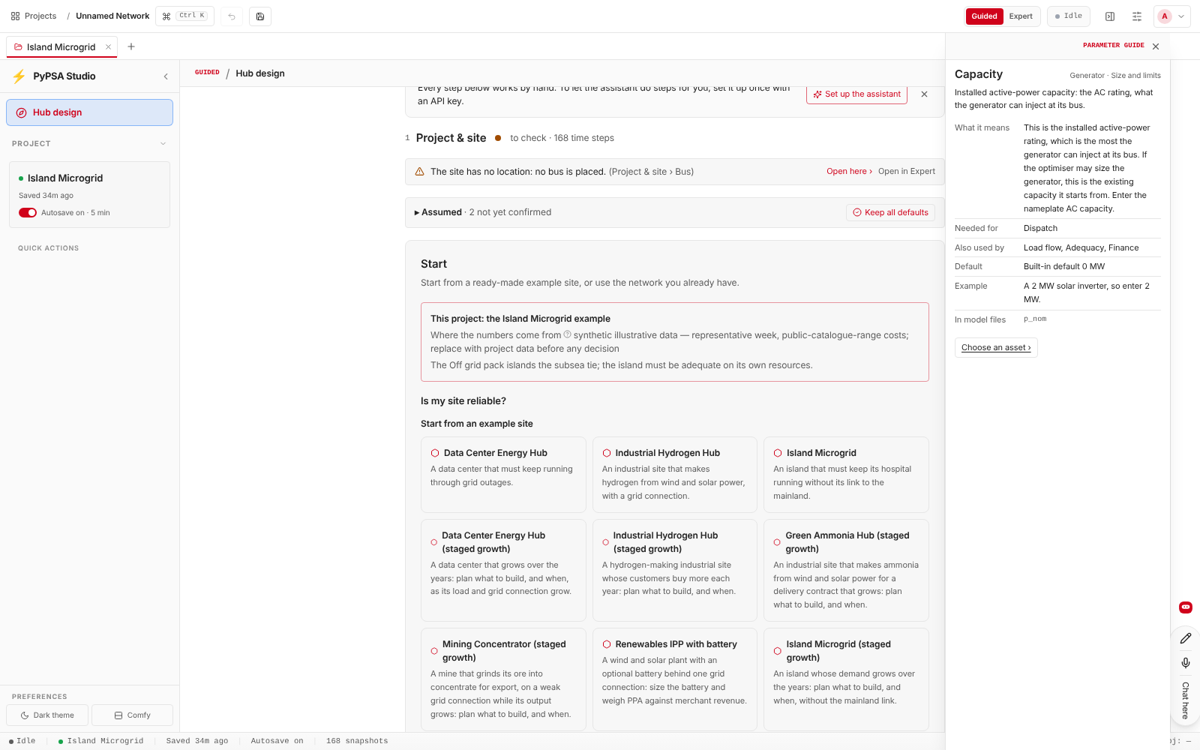 Projects / Unnamed Network ⌘ Ctrl K
Guided Expert Idle A
Island Microgrid × +
PARAMETER GUIDE ×
PyPSA Studio
GUIDED / Hub design
Hub design
PROJECT
Island Microgrid
Saved 34m ago
Autosave on · 5 min
QUICK ACTIONS
PREFERENCES
Dark theme Comfy
Every step below works by hand. To let the assistant do steps for you, set it up once with
an API key.
Set up the assistant
1 Project & site to check · 168 time steps
The site has no location: no bus is placed. (Project & site › Bus) Open here › Open in Expert
▸ Assumed · 2 not yet confirmed Keep all defaults
Start
Start from a ready-made example site, or use the network you already have.
This project: the Island Microgrid example
Where the numbers come from ? synthetic illustrative data — representative week, public-catalogue-range costs;
replace with project data before any decision
The Off grid pack islands the subsea tie; the island must be adequate on its own resources.
Is my site reliable?
Start from an example site
Data Center Energy Hub
A data center that must keep running
through grid outages.
Industrial Hydrogen Hub
An industrial site that makes
hydrogen from wind and solar power,
with a grid connection.
Island Microgrid
An island that must keep its hospital
running without its link to the
mainland.
Data Center Energy Hub
(staged growth)
A data center that grows over the
years: plan what to build, and when,
as its load and grid connection grow.
Industrial Hydrogen Hub
(staged growth)
A hydrogen-making industrial site
whose customers buy more each
year: plan what to build, and when.
Green Ammonia Hub (staged
growth)
An industrial site that makes ammonia
from wind and solar power for a
delivery contract that grows: plan
what to build, and when.
Mining Concentrator (staged
growth)
A mine that grinds its ore into
concentrate for export, on a weak
grid connection while its output
grows: plan what to build, and when.
Renewables IPP with battery
A wind and solar plant with an
optional battery behind one grid
connection: size the battery and
weigh PPA against merchant revenue.
Island Microgrid (staged
growth)
An island whose demand grows over
the years: plan what to build, and
when, without the mainland link.
Capacity Generator · Size and limits
Installed active-power capacity: the AC rating, what
the generator can inject at its bus.
What it means
This is the installed active-power
rating, which is the most the
generator can inject at its bus. If
the optimiser may size the
generator, this is the existing
capacity it starts from. Enter the
nameplate AC capacity.
Needed for Dispatch
Also used by Load flow, Adequacy, Finance
Default Built-in default 0 MW
Example A 2 MW solar inverter, so enter 2
MW.
In model files p_nom
Choose an asset ›
Chat here
Idle Island Microgrid Saved 34m ago Autosave on 168 snapshots